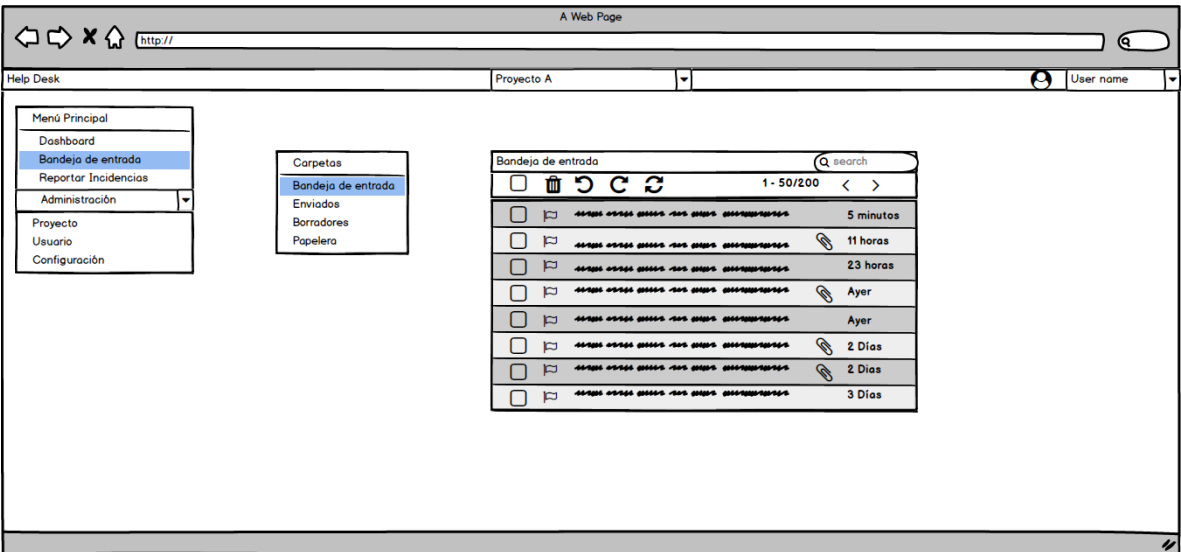 A Web Page
http://
Help Desk
Proyecto A
User name
Menú Principal
Dashboard
Bandeja de entrada
Reportar Incidencias
Administración
Proyecto
Usuario
Configuración
Carpetas
Bandeja de entrada
Enviados
Borradores
Papelera
Bandeja de entrada
search
1 - 50/200
5 minutos
11 horas
23 horas
Ayer
Ayer
2 Días
2 Dias
3 Días